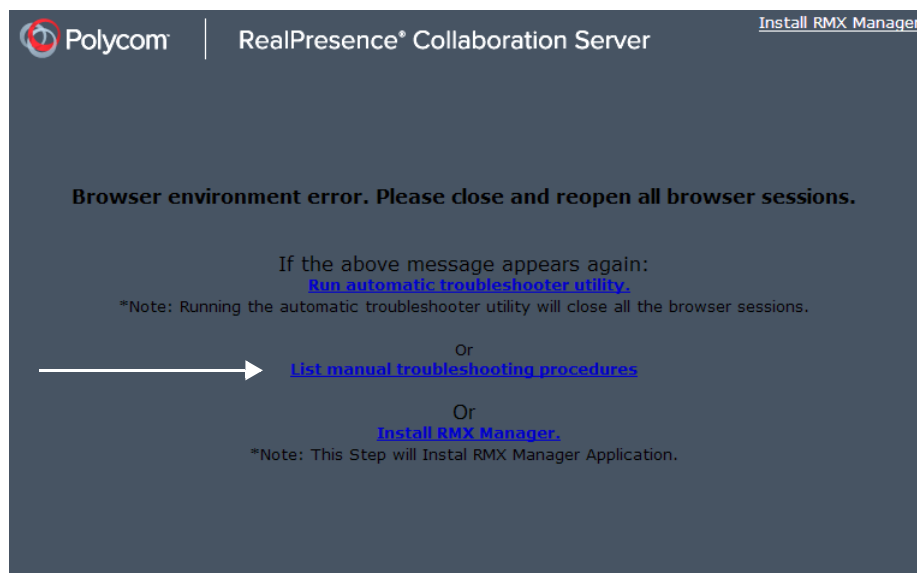 Polycom RealPresence® Collaboration Server Install RMX Manager
Browser environment error. Please close and reopen all browser sessions.
If the above message appears again:
Run automatic troubleshooter utility.
*Note: Running the automatic troubleshooter utility will close all the browser sessions.
Or
List manual troubleshooting procedures
Or
Install RMX Manager.
*Note: This Step will Instal RMX Manager Application.